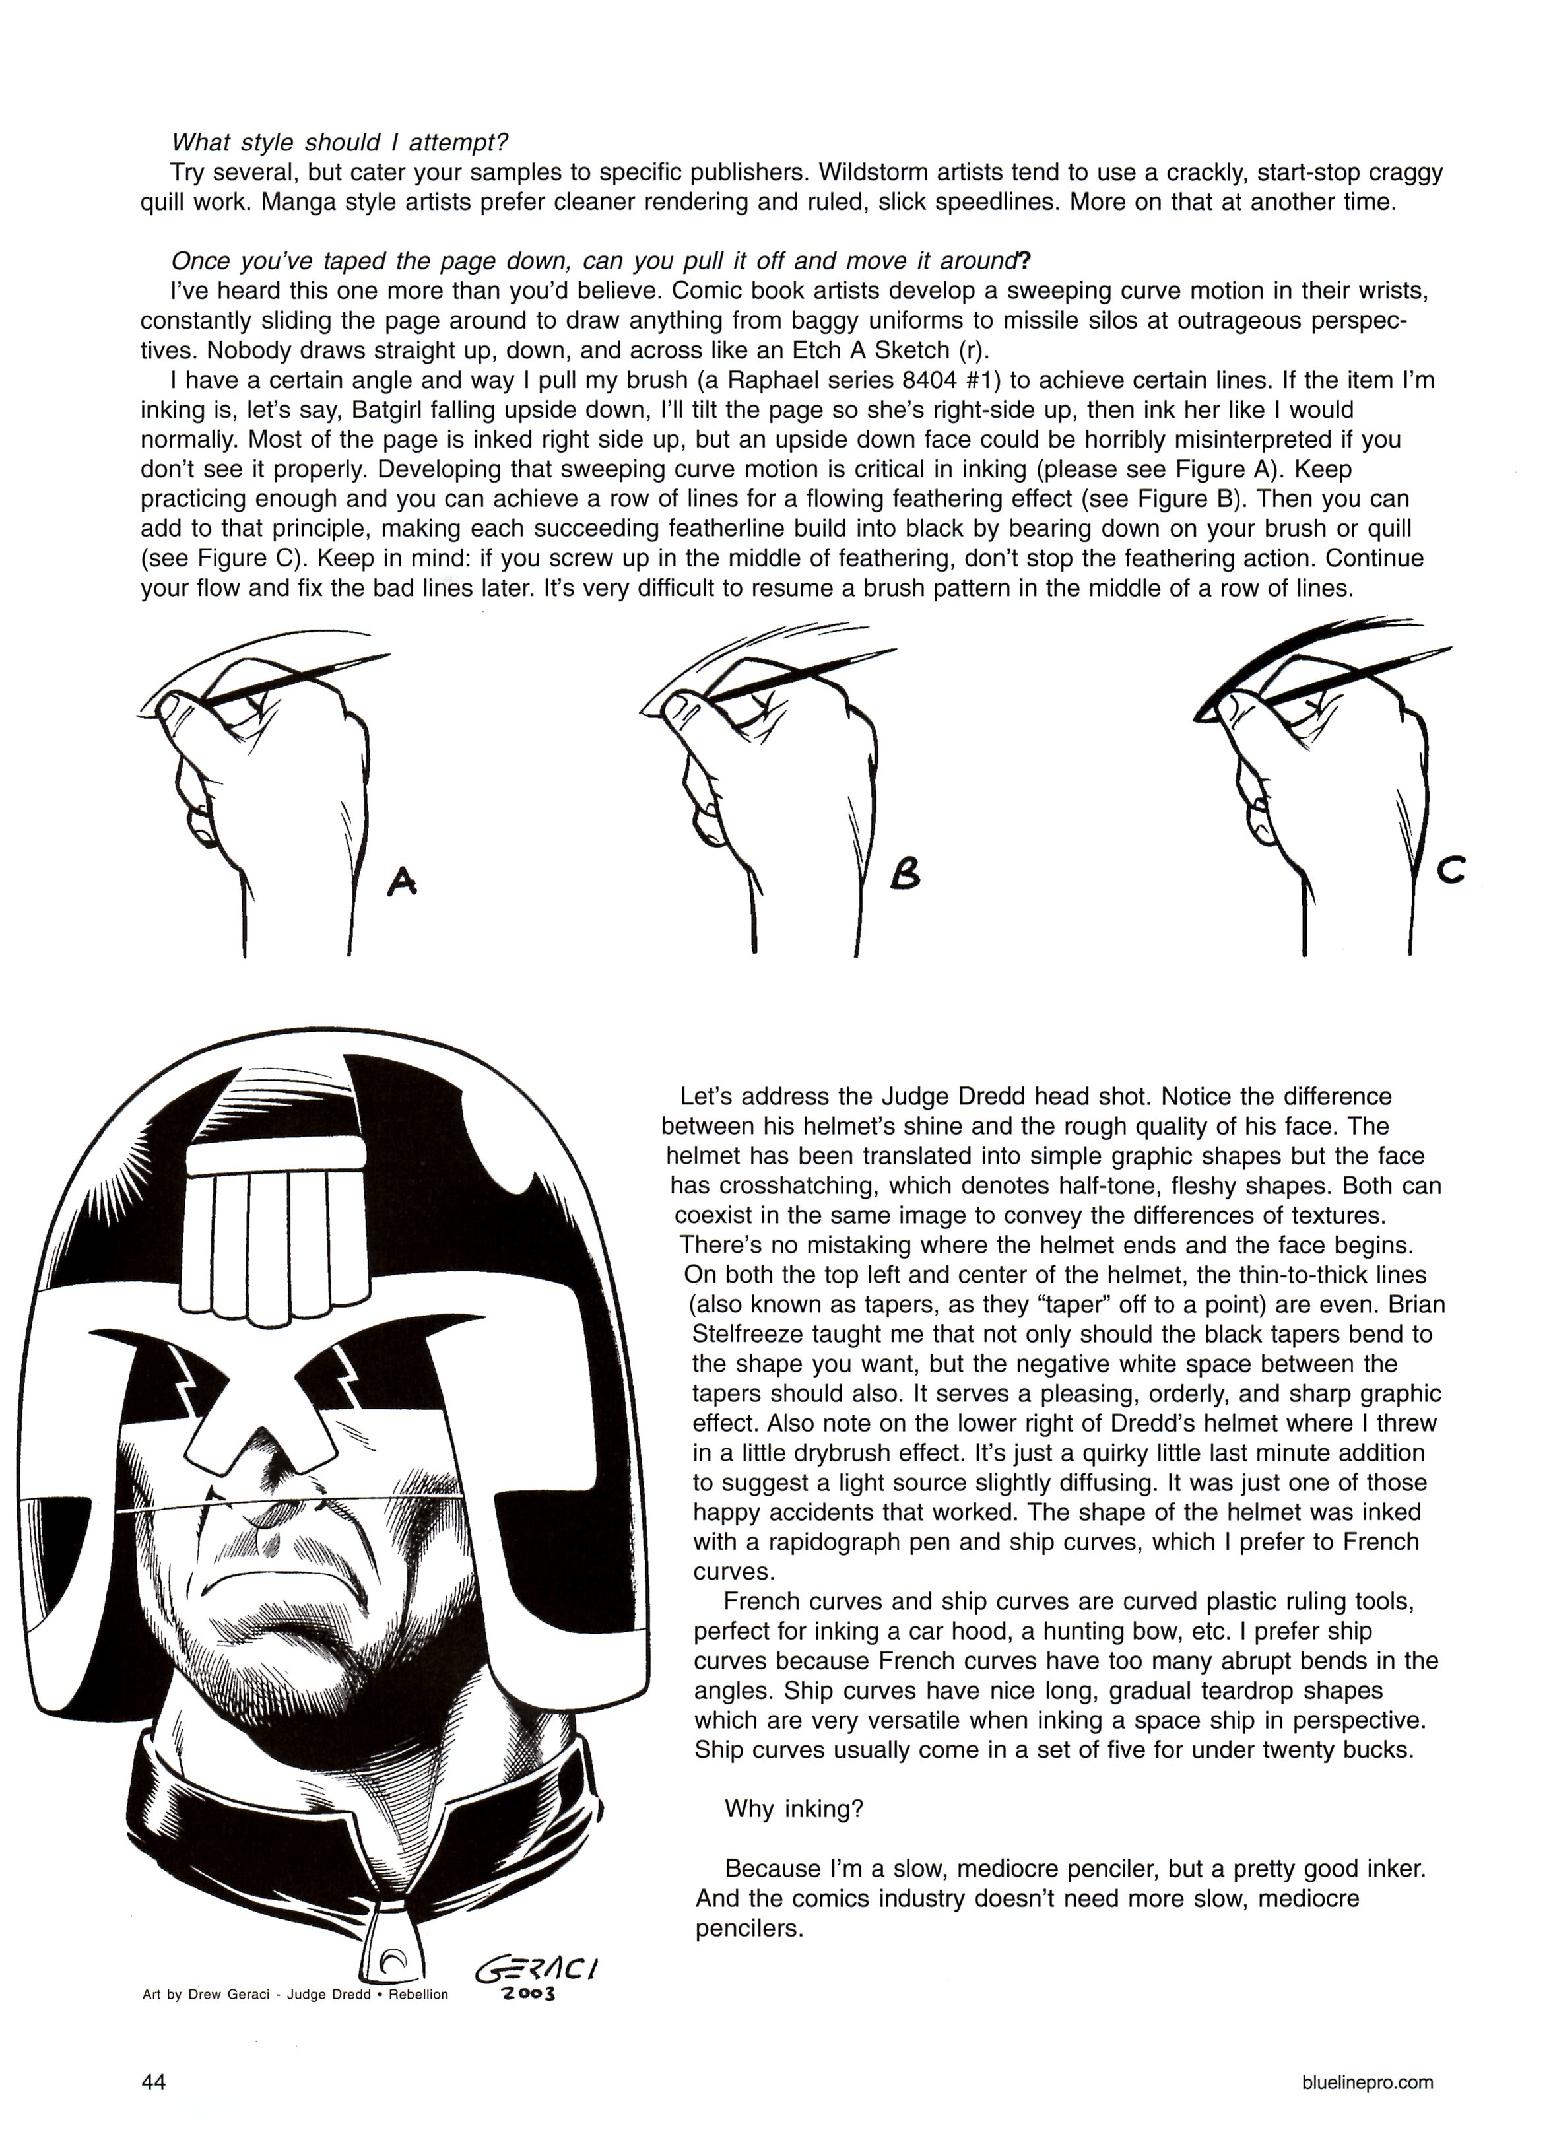 What style should I attempt?
Try several, but cater your samples to specific publishers. Wildstorm artists tend to use a crackly, start-stop craggy
quill work. Manga style artists prefer cleaner rendering and ruled, slick speedlines. More on that at another time.
Once you've taped the page down, can you pull it off and move it around?
I've heard this one more than you'd believe. Comic book artists develop a sweeping curve motion in their wrists,
constantly sliding the page around to draw anything from baggy uniforms to missile silos at outrageous perspec-
tives. Nobody draws straight up, down, and across like an Etch A Sketch (r).
I have a certain angle and way I pull my brush (a Raphael series 8404 #1) to achieve certain lines. If the item I'm
inking is, let's say, Batgirl falling upside down, I'll tilt the page so she's right-side up, then ink her like I would
normally. Most of the page is inked right side up, but an upside down face could be horribly misinterpreted if you
don't see it properly. Developing that sweeping curve motion is critical in inking (please see Figure A). Keep
practicing enough and you can achieve a row of lines for a flowing feathering effect (see Figure B). Then you can
add to that principle, making each succeeding featherline build into black by bearing down on your brush or quill
(see Figure C). Keep in mind: if you screw up in the middle of feathering, don't stop the feathering action. Continue
your flow and fix the bad lines later. It's very difficult to resume a brush pattern in the middle of a row of lines.
A
B
C
Let's address the Judge Dredd head shot. Notice the difference
between his helmet's shine and the rough quality of his face. The
helmet has been translated into simple graphic shapes but the face
has crosshatching, which denotes half-tone, fleshy shapes. Both can
coexist in the same image to convey the differences of textures.
There's no mistaking where the helmet ends and the face begins.
On both the top left and center of the helmet, the thin-to-thick lines
(also known as tapers, as they “taper” off to a point) are even. Brian
Stelfreeze taught me that not only should the black tapers bend to
the shape you want, but the negative white space between the
tapers should also. It serves a pleasing, orderly, and sharp graphic
effect. Also note on the lower right of Dredd's helmet where I threw
in a little drybrush effect. It's just a quirky little last minute addition
to suggest a light source slightly diffusing. It was just one of those
happy accidents that worked. The shape of the helmet was inked
with a rapidograph pen and ship curves, which I prefer to French
curves.
French curves and ship curves are curved plastic ruling tools,
perfect for inking a car hood, a hunting bow, etc. I prefer ship
curves because French curves have too many abrupt bends in the
angles. Ship curves have nice long, gradual teardrop shapes
which are very versatile when inking a space ship in perspective.
Ship curves usually come in a set of five for under twenty bucks.
Why inking?
Because I'm a slow, mediocre penciler, but a pretty good inker.
And the comics industry doesn't need more slow, mediocre
pencilers.
GERACI
2003
Art by Drew Geraci - Judge Dredd • Rebellion
44
bluelinepro.com